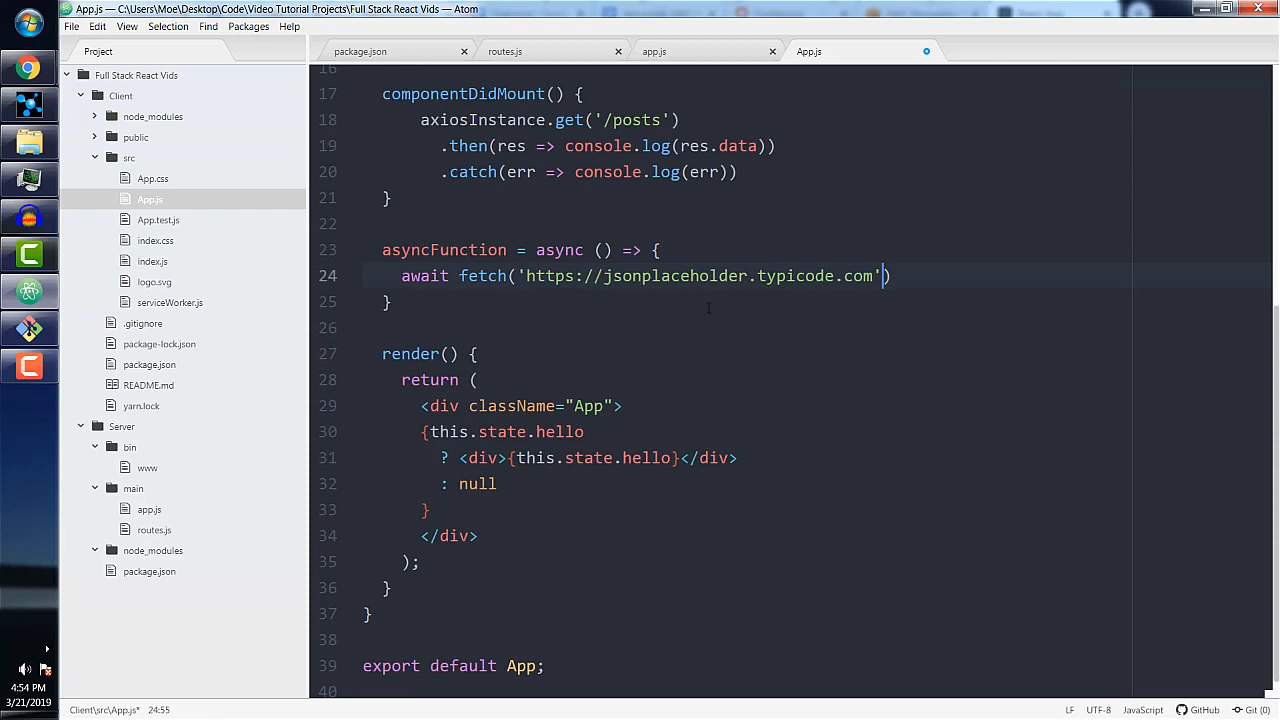 App.js — C:\Users\Moe\Desktop\Code\Video Tutorial Projects\Full Stack React Vids — Atom
File Edit View Selection Find Packages Help
Project
package.json
routes.js
app.js
App.js
Full Stack React Vids
Client
node_modules
public
src
App.css
App.js
App.test.js
index.css
index.js
logo.svg
serviceWorker.js
.gitignore
package-lock.json
package.json
README.md
yarn.lock
Server
bin
www
main
app.js
routes.js
node_modules
package.json
16
17 componentDidMount() {
18 axiosInstance.get('/posts')
19 .then(res => console.log(res.data))
20 .catch(err => console.log(err))
21 }
22
23 asyncFunction = async () => {
24 await fetch('https://jsonplaceholder.typicode.com')
25 }
26
27 render() {
28 return (
29 <div className="App">
30 {this.state.hello
31 ? <div>{this.state.hello}</div>
32 : null
33 }
34 </div>
35 );
36 }
37 }
38
39 export default App;
40
4:54 PM
3/21/2019
Client\src\App.js* 24:55
LF UTF-8 JavaScript GitHub Git (0)